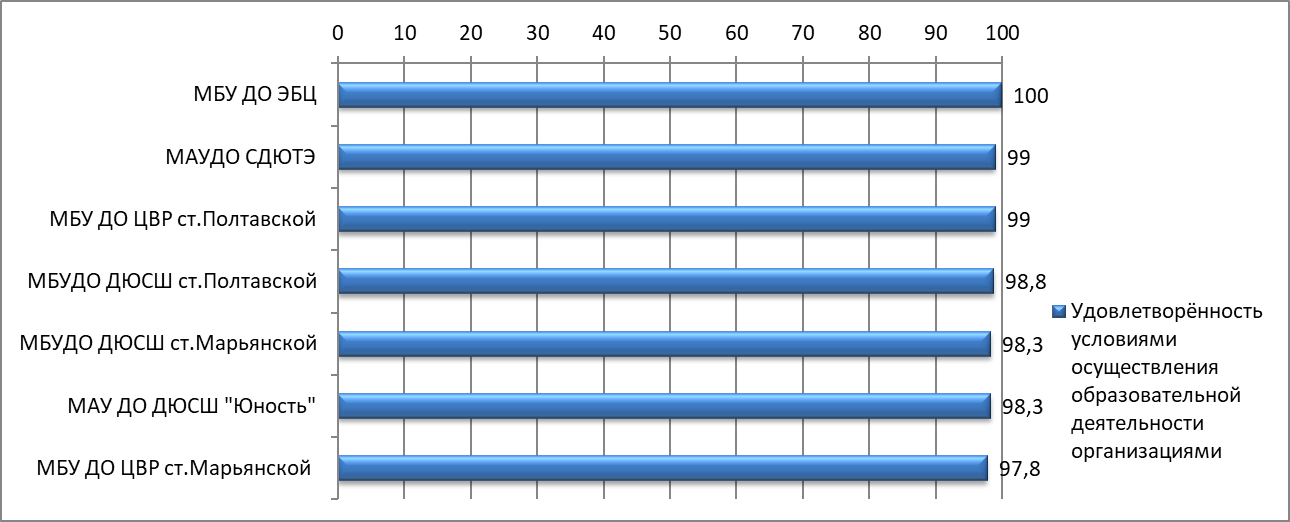 0 10 20 30 40 50 60 70 80 90 100
МБУ ДО ЭБЦ 100
МАУДО СДЮТЭ 99
МБУ ДО ЦВР ст.Полтавской 99
МБУДО ДЮСШ ст.Полтавской 98,8
МБУДО ДЮСШ ст.Марьянской 98,3
МАУ ДО ДЮСШ "Юность" 98,3
МБУ ДО ЦВР ст.Марьянской 97,8
Удовлетворённость
условиями
осуществления
образовательной
деятельности
организациями